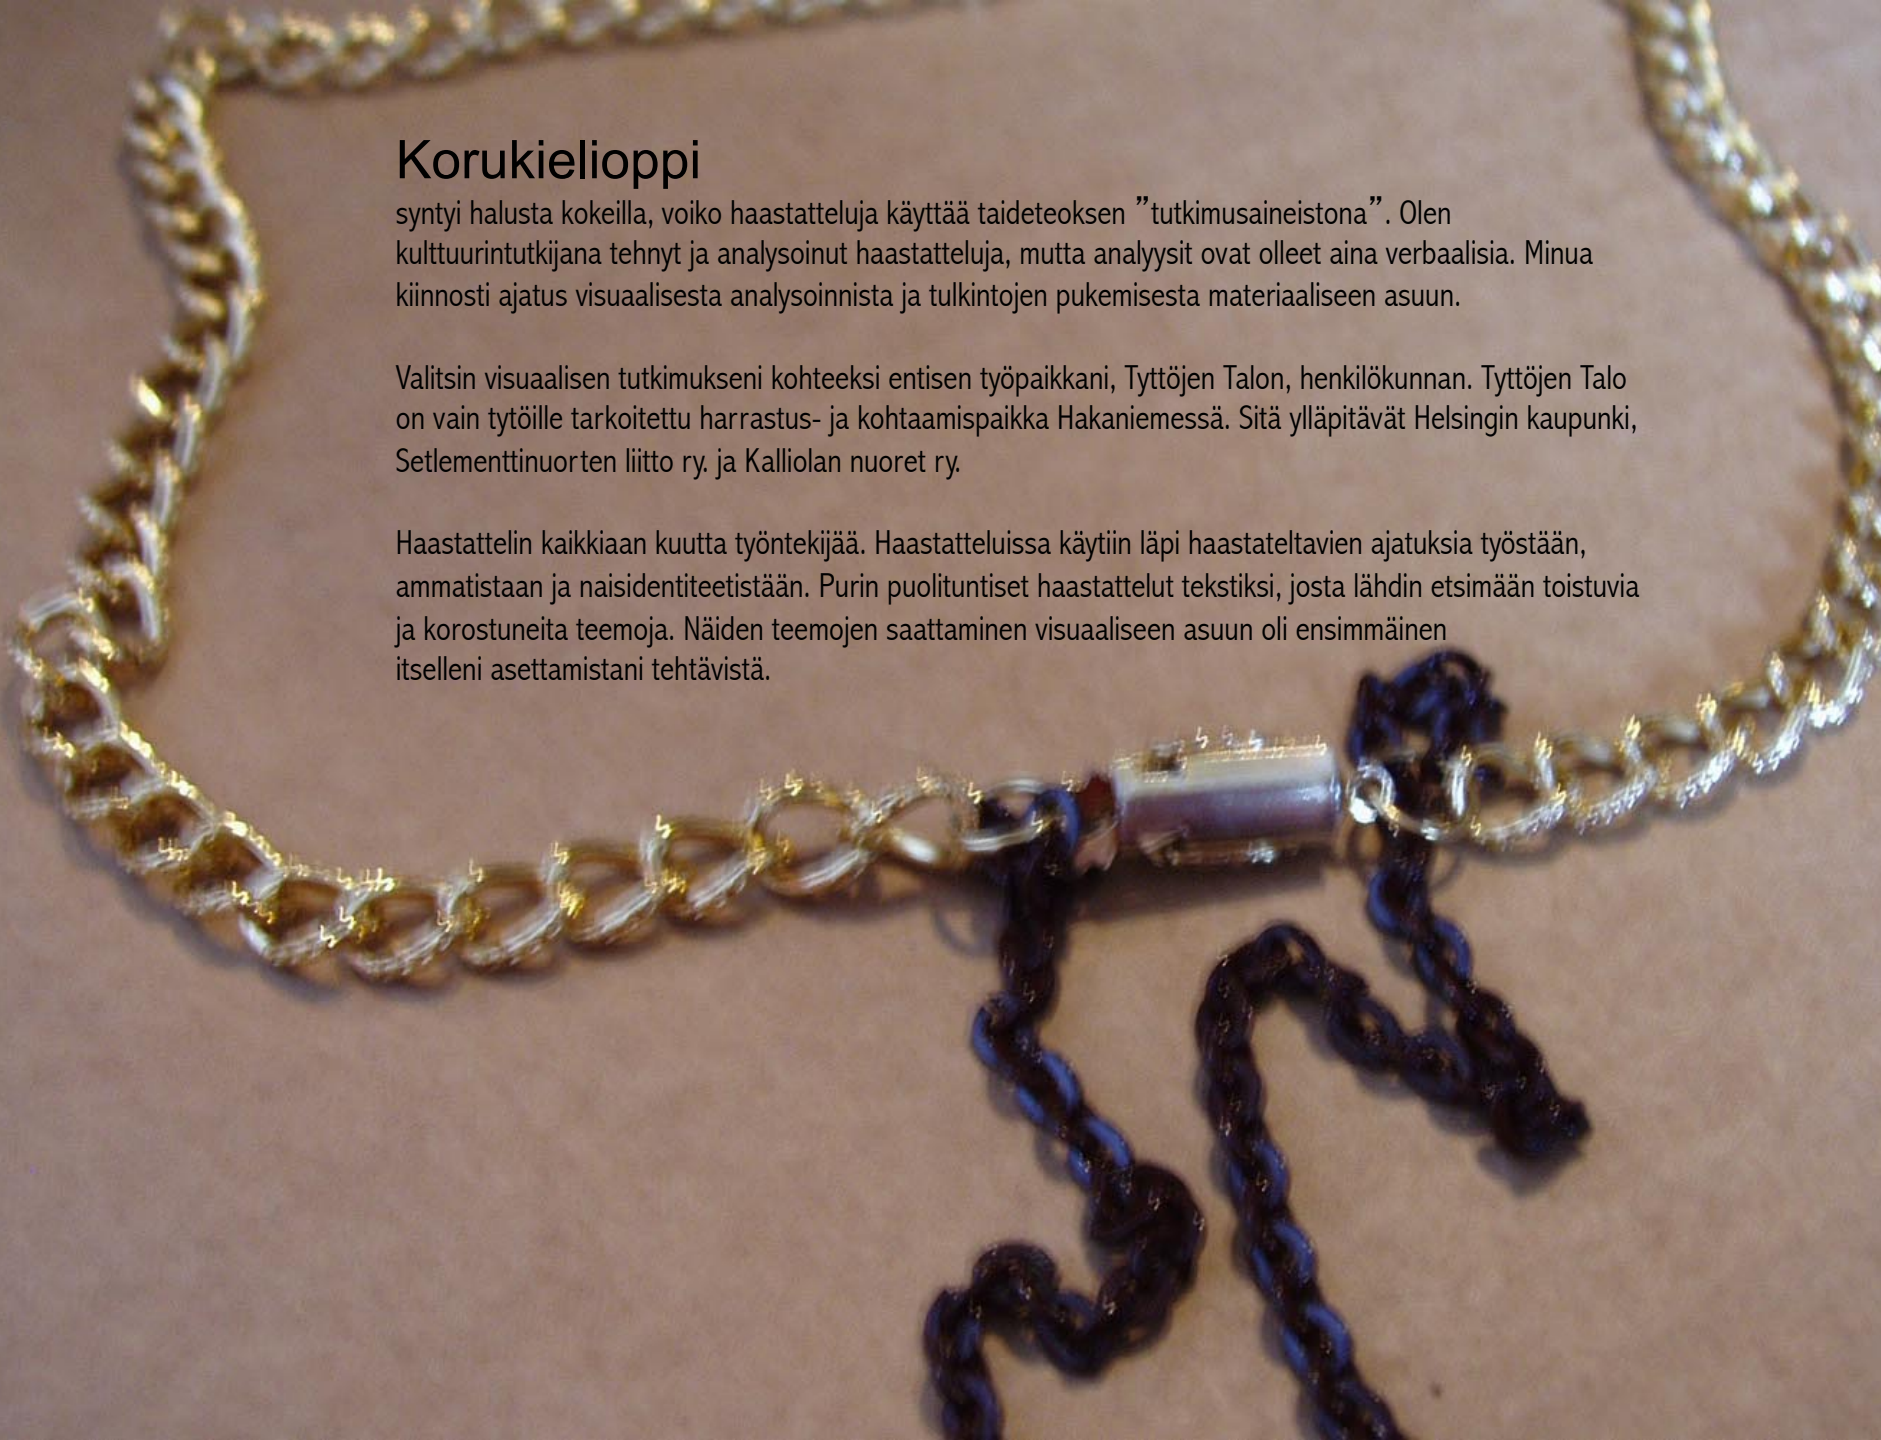 Korukielioppi
syntyi halusta kokeilla, voiko haastatteluja käyttää taideteoksen ”tutkimusaineistona”. Olen
kulttuurintutkijana tehnyt ja analysoinut haastatteluja, mutta analyysit ovat olleet aina verbaalisia. Minua
kiinnosti ajatus visuaalisesta analysoinnista ja tulkintojen pukemisesta materiaaliseen asuun.
Valitsin visuaalisen tutkimukseni kohteeksi entisen työpaikkani, Tyttöjen Talon, henkilökunnan. Tyttöjen Talo
on vain tytöille tarkoitettu harrastus- ja kohtaamispaikka Hakaniemessä. Sitä ylläpitävät Helsingin kaupunki,
Setlementtinuorten liitto ry. ja Kalliolan nuoret ry.
Haastattelin kaikkiaan kuutta työntekijää. Haastatteluissa käytiin läpi haastateltavien ajatuksia työstään,
ammatistaan ja naisidentiteetistään. Purin puolituntiset haastattelut tekstiksi, josta lähdin etsimään toistuvia
ja korostuneita teemoja. Näiden teemojen saattaminen visuaaliseen asuun oli ensimmäinen
itselleni asettamistani tehtävistä.